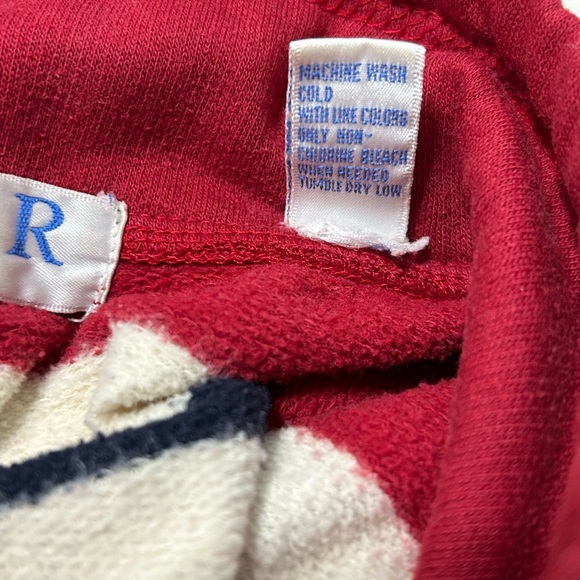 R
MACHINE WASH
COLD
WITH LIKE COLORS
ONLY NON-
CHLORINE BLEACH
WHEN NEEDED
TUMBLE DRY LOW